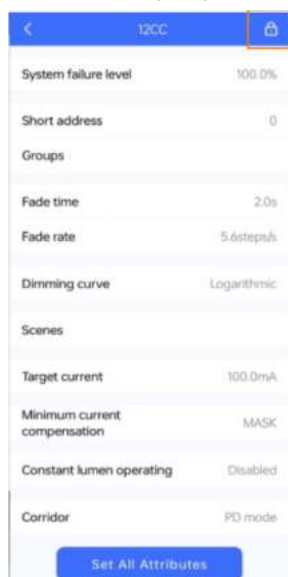 12CC
System failure level 100.0%
Short address 0
Groups
Fade time 2.0s
Fade rate 5.6steps/s
Dimming curve Logarithmic
Scenes
Target current 100.0mA
Minimum current
compensation MASK
Constant lumen operating Disabled
Corridor PD mode
Set All Attributes